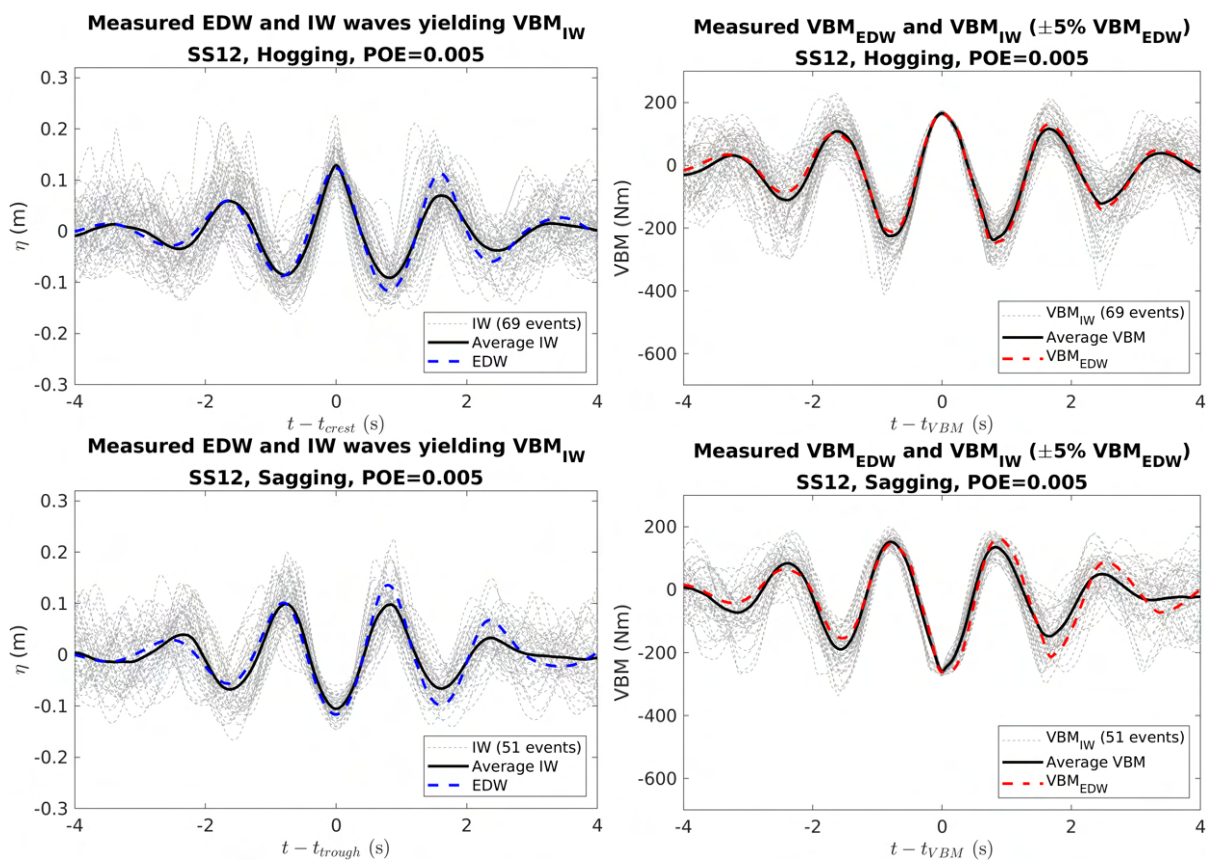 Measured EDW and IW waves yielding VBM_IW
SS12, Hogging, POE=0.005
0.3
0.2
0.1
0
-0.1
-0.2
-0.3
η (m)
IW (69 events)
Average IW
EDW
-4 -2 0 2 4
t − t_crest (s)
Measured VBM_EDW and VBM_IW (±5% VBM_EDW)
SS12, Hogging, POE=0.005
200
0
-200
-400
-600
VBM (Nm)
VBM_IW (69 events)
Average VBM
VBM_EDW
-4 -2 0 2 4
t − t_VBM (s)
Measured EDW and IW waves yielding VBM_IW
SS12, Sagging, POE=0.005
0.3
0.2
0.1
0
-0.1
-0.2
-0.3
η (m)
IW (51 events)
Average IW
EDW
-4 -2 0 2 4
t − t_trough (s)
Measured VBM_EDW and VBM_IW (±5% VBM_EDW)
SS12, Sagging, POE=0.005
200
0
-200
-400
-600
VBM (Nm)
VBM_IW (51 events)
Average VBM
VBM_EDW
-4 -2 0 2 4
t − t_VBM (s)